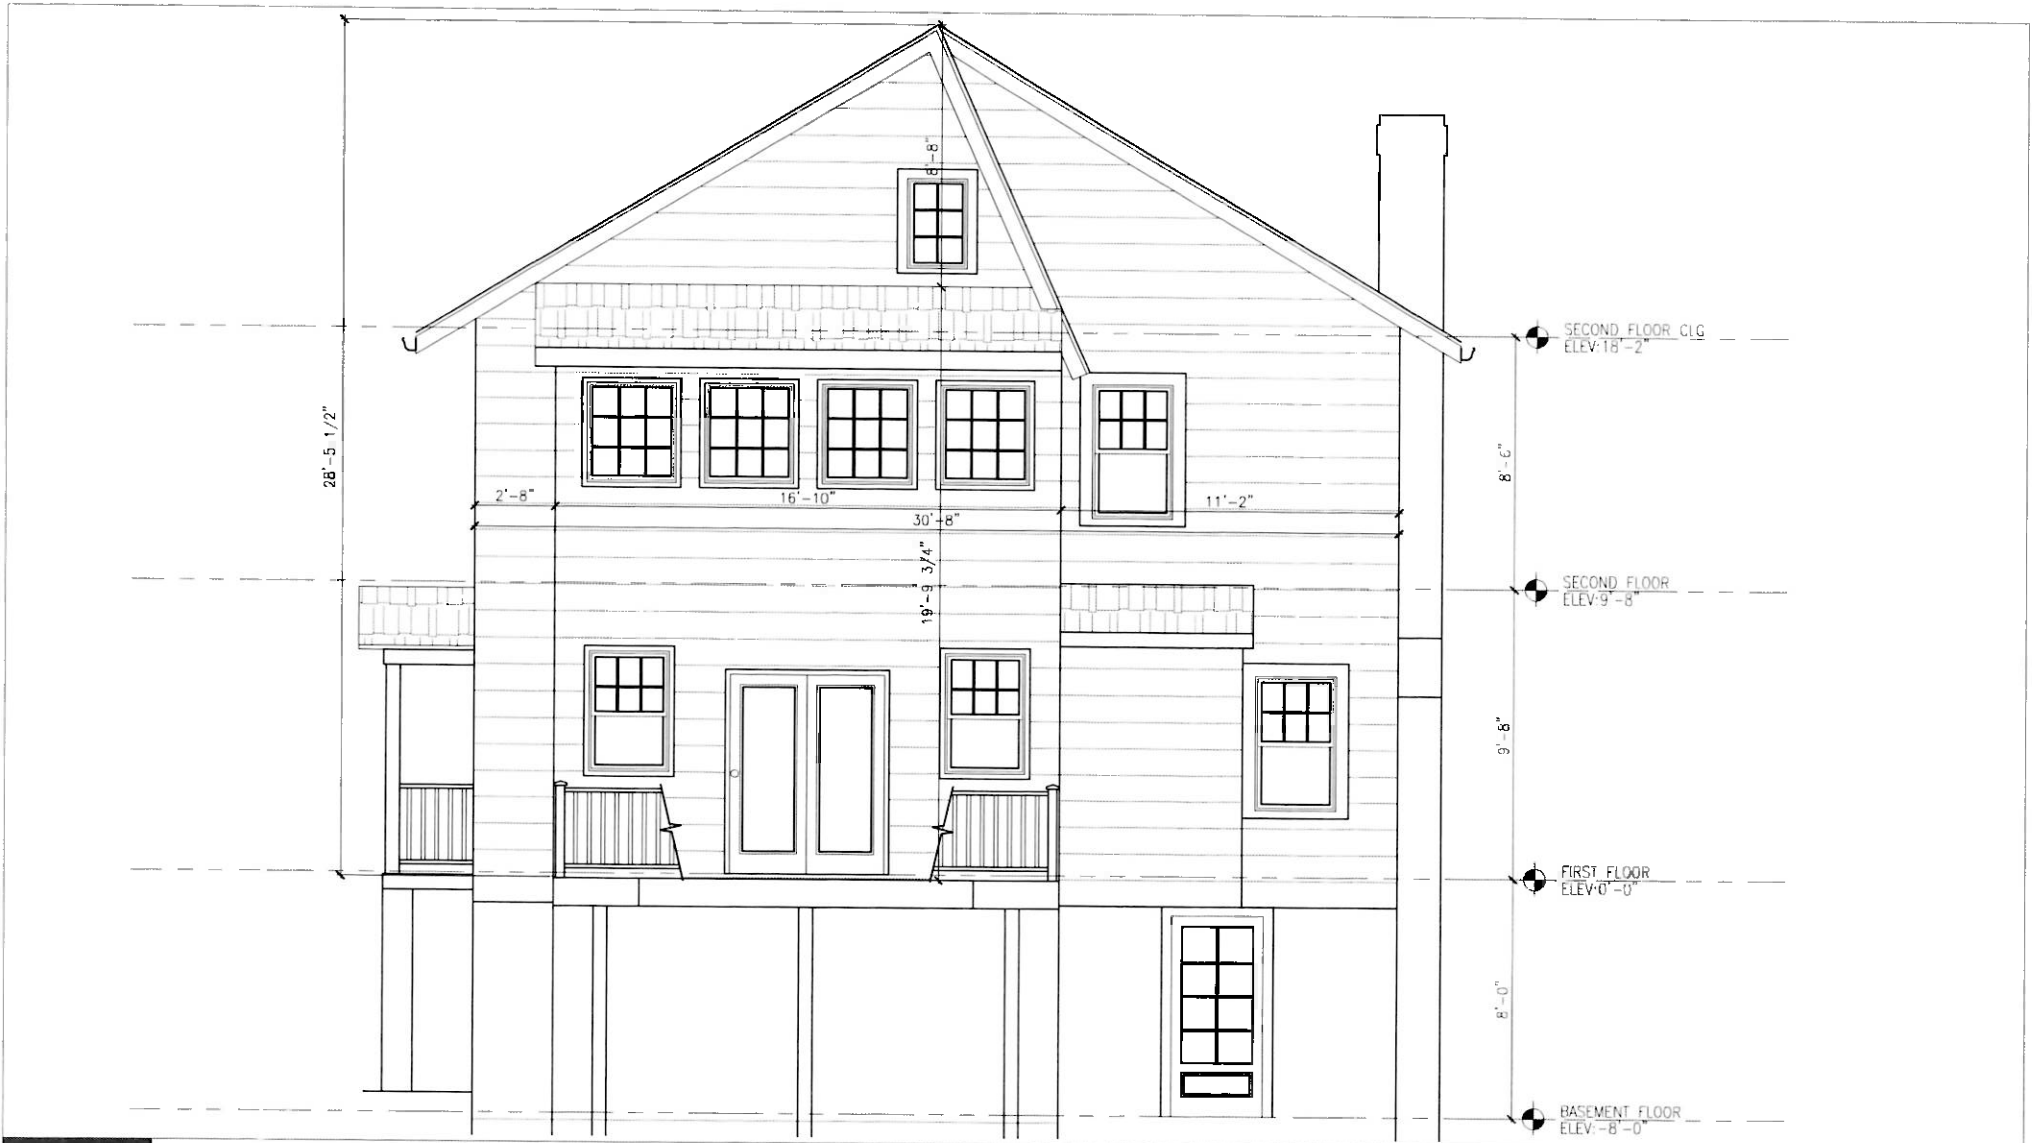 8'-8"
SECOND FLOOR CLG
ELEV:18'-2"
28'-5 1/2"
8'-6"
2'-8"
16'-10"
11'-2"
30'-8"
19'-9 3/4"
SECOND FLOOR
ELEV:9'-8"
9'-8"
FIRST FLOOR
ELEV:0'-0"
8'-0"
BASEMENT FLOOR
ELEV:-8'-0"